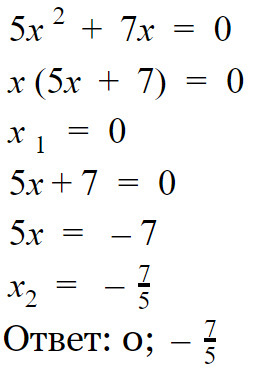 5x² + 7x = 0
x (5x + 7) = 0
x₁ = 0
5x + 7 = 0
5x = – 7
x₂ = – 7/5
Ответ: 0; – 7/5